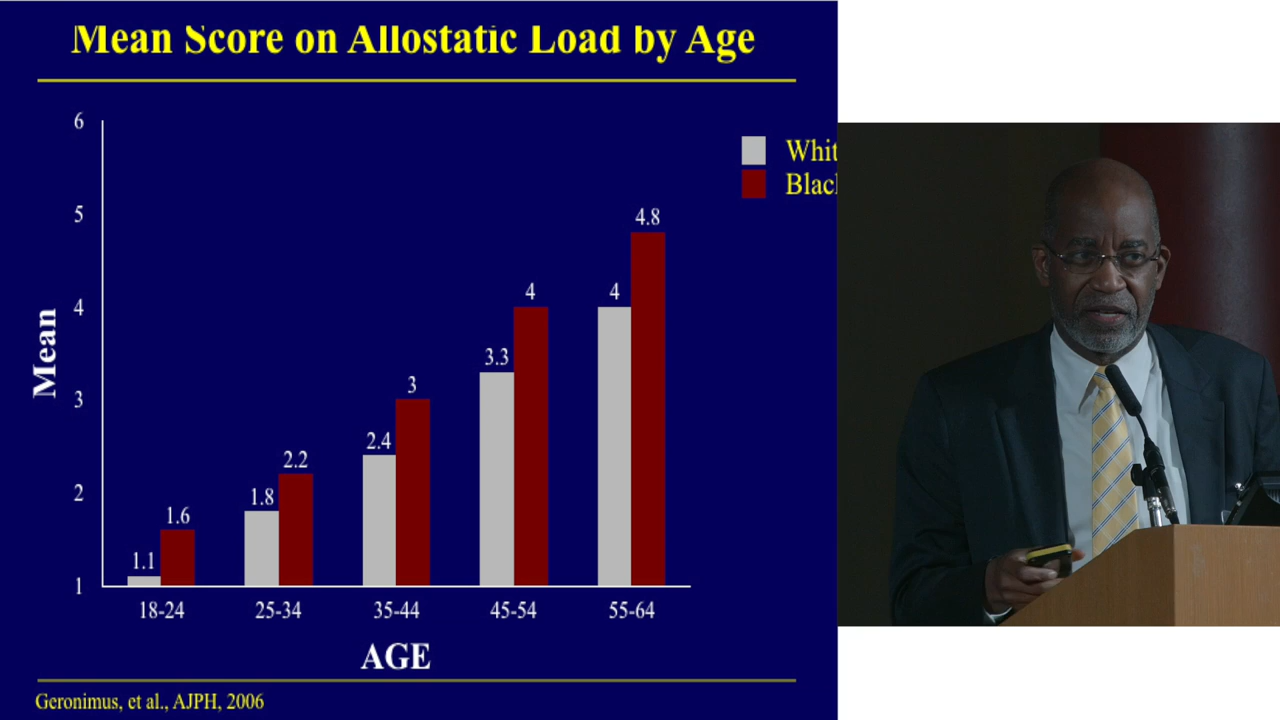 Mean Score on Allostatic Load by Age
6
Whit
5
Blac
4.8
4
4
4
3.3
3
3
2.4
2.2
2
1.8
1.6
1.1
1
18-24 25-34 35-44 45-54 55-64
Mean
AGE
Geronimus, et al., AJPH, 2006